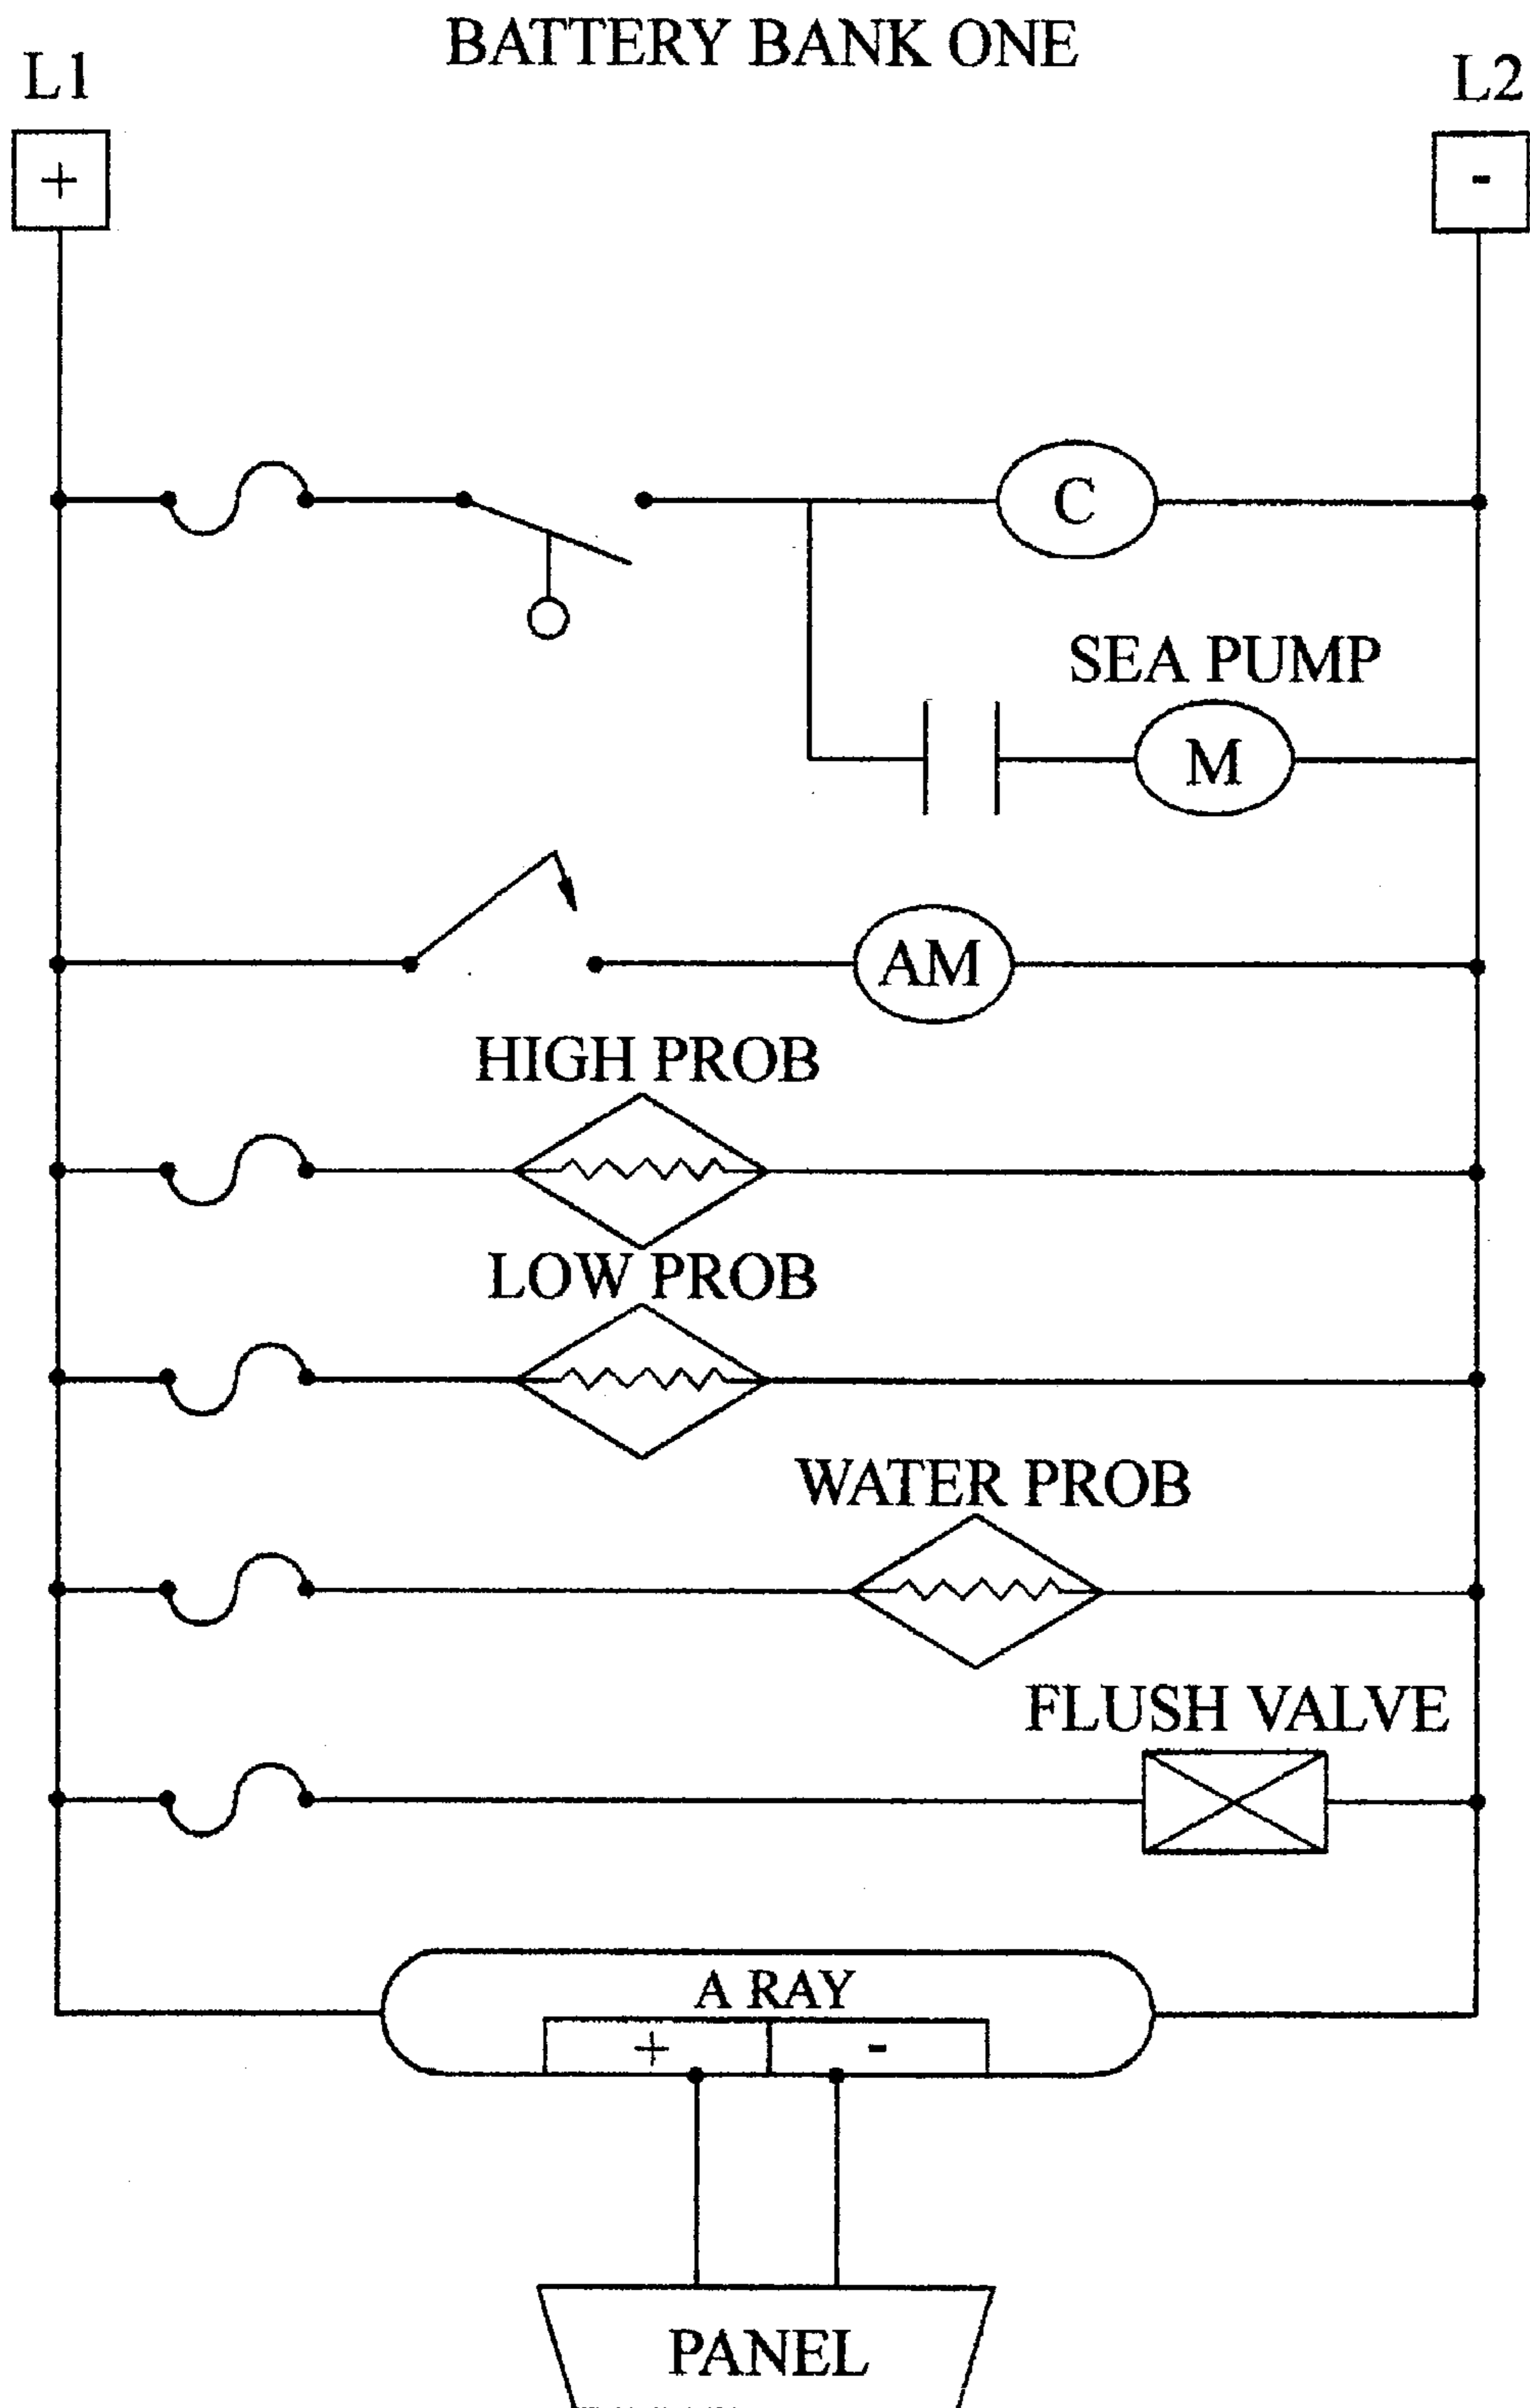 BATTERY BANK ONE
L1
L2
+
-
C
SEA PUMP
M
AM
HIGH PROB
LOW PROB
WATER PROB
FLUSH VALVE
A RAY
+
-
PANEL